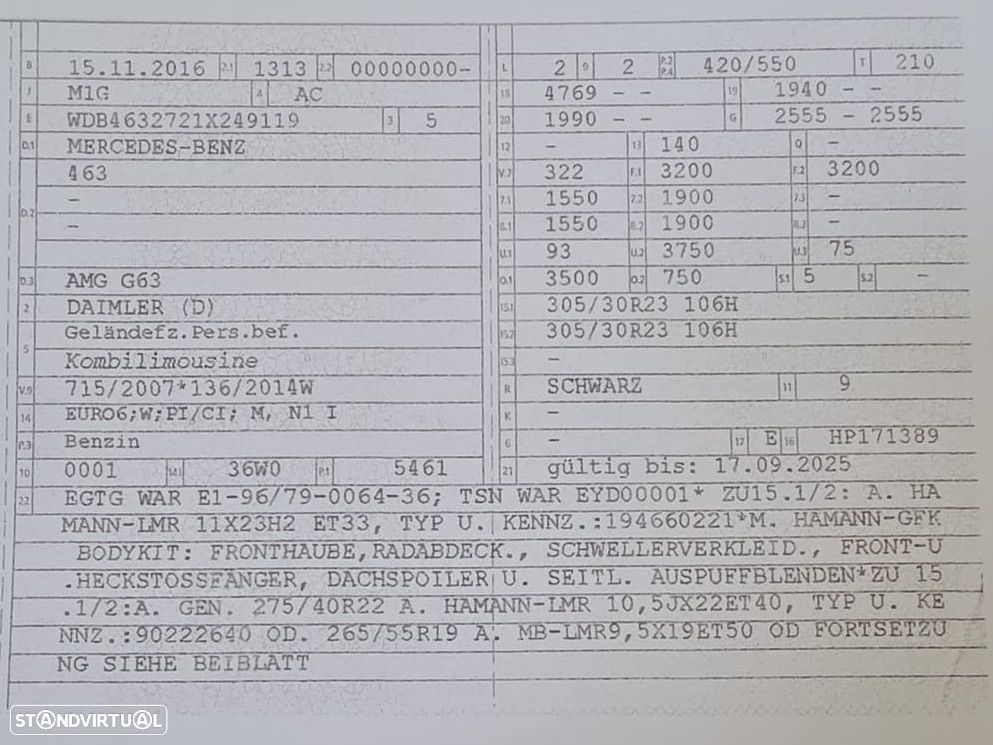 B 15.11.2016 2.1 1313 2.2 00000000-
J M1G 4 AC
E WDB4632721X249119 3 5
D.1 MERCEDES-BENZ
463
D.2 -
-
D.3 AMG G63
2 DAIMLER (D)
5 Geländefz.Pers.bef.
Kombilimousine
V.9 715/2007*136/2014W
14 EURO6;W;PI/CI; M, N1 I
P.3 Benzin
10 0001 14.1 36W0 P.1 5461
L 2 9 2 P.2 P.4 420/550 T 210
18 4769 - - 19 1940 - -
20 1990 - - G 2555 - 2555
12 - 13 140 Q -
V.7 322 F.1 3200 F.2 3200
7.1 1550 7.2 1900 7.3 -
8.1 1550 8.2 1900 8.3 -
U.1 93 U.2 3750 U.3 75
O.1 3500 O.2 750 S.1 5 S.2 -
15.1 305/30R23 106H
15.2 305/30R23 106H
15.3 -
R SCHWARZ 11 9
K -
6 - 17 E 16 HP171389
21 gültig bis: 17.09.2025
22 EGTG WAR E1-96/79-0064-36; TSN WAR EYD00001* ZU15.1/2: A. HA
MANN-LMR 11X23H2 ET33, TYP U. KENNZ.:194660221*M. HAMANN-GFK
BODYKIT: FRONTHAUBE,RADABDECK., SCHWELLERVERKLEID., FRONT-U
.HECKSTOSSFÄNGER, DACHSPOILER U. SEITL. AUSPUFFBLENDEN*ZU 15
.1/2:A. GEN. 275/40R22 A. HAMANN-LMR 10,5JX22ET40, TYP U. KE
NNZ.:90222640 OD. 265/55R19 A. MB-LMR9,5X19ET50 OD FORTSETZU
NG SIEHE BEIBLATT
STANDVIRTUAL